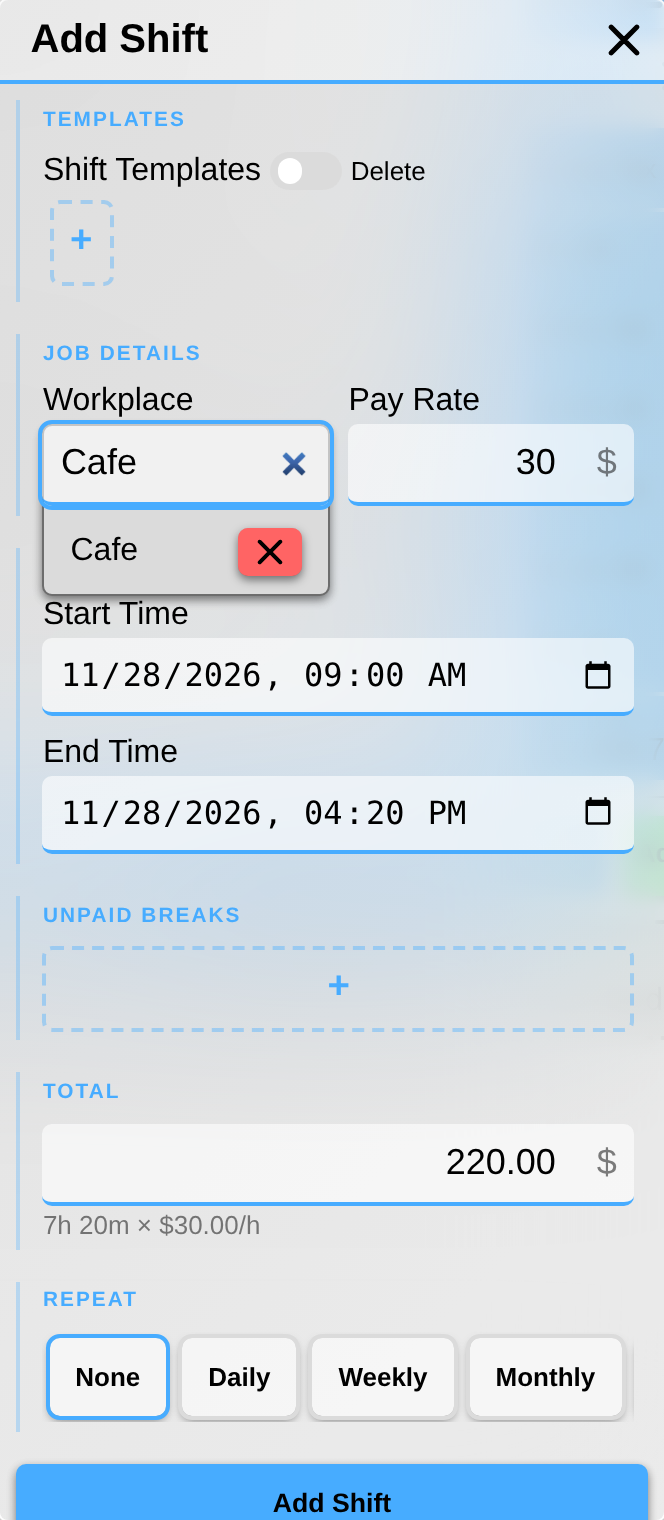 Add Shift
TEMPLATES
Shift Templates Delete
+
JOB DETAILS
Workplace Pay Rate
Cafe 30 $
Cafe
Start Time
11/28/2026, 09:00 AM
End Time
11/28/2026, 04:20 PM
UNPAID BREAKS
+
TOTAL
220.00 $
7h 20m × $30.00/h
REPEAT
None Daily Weekly Monthly
Add Shift